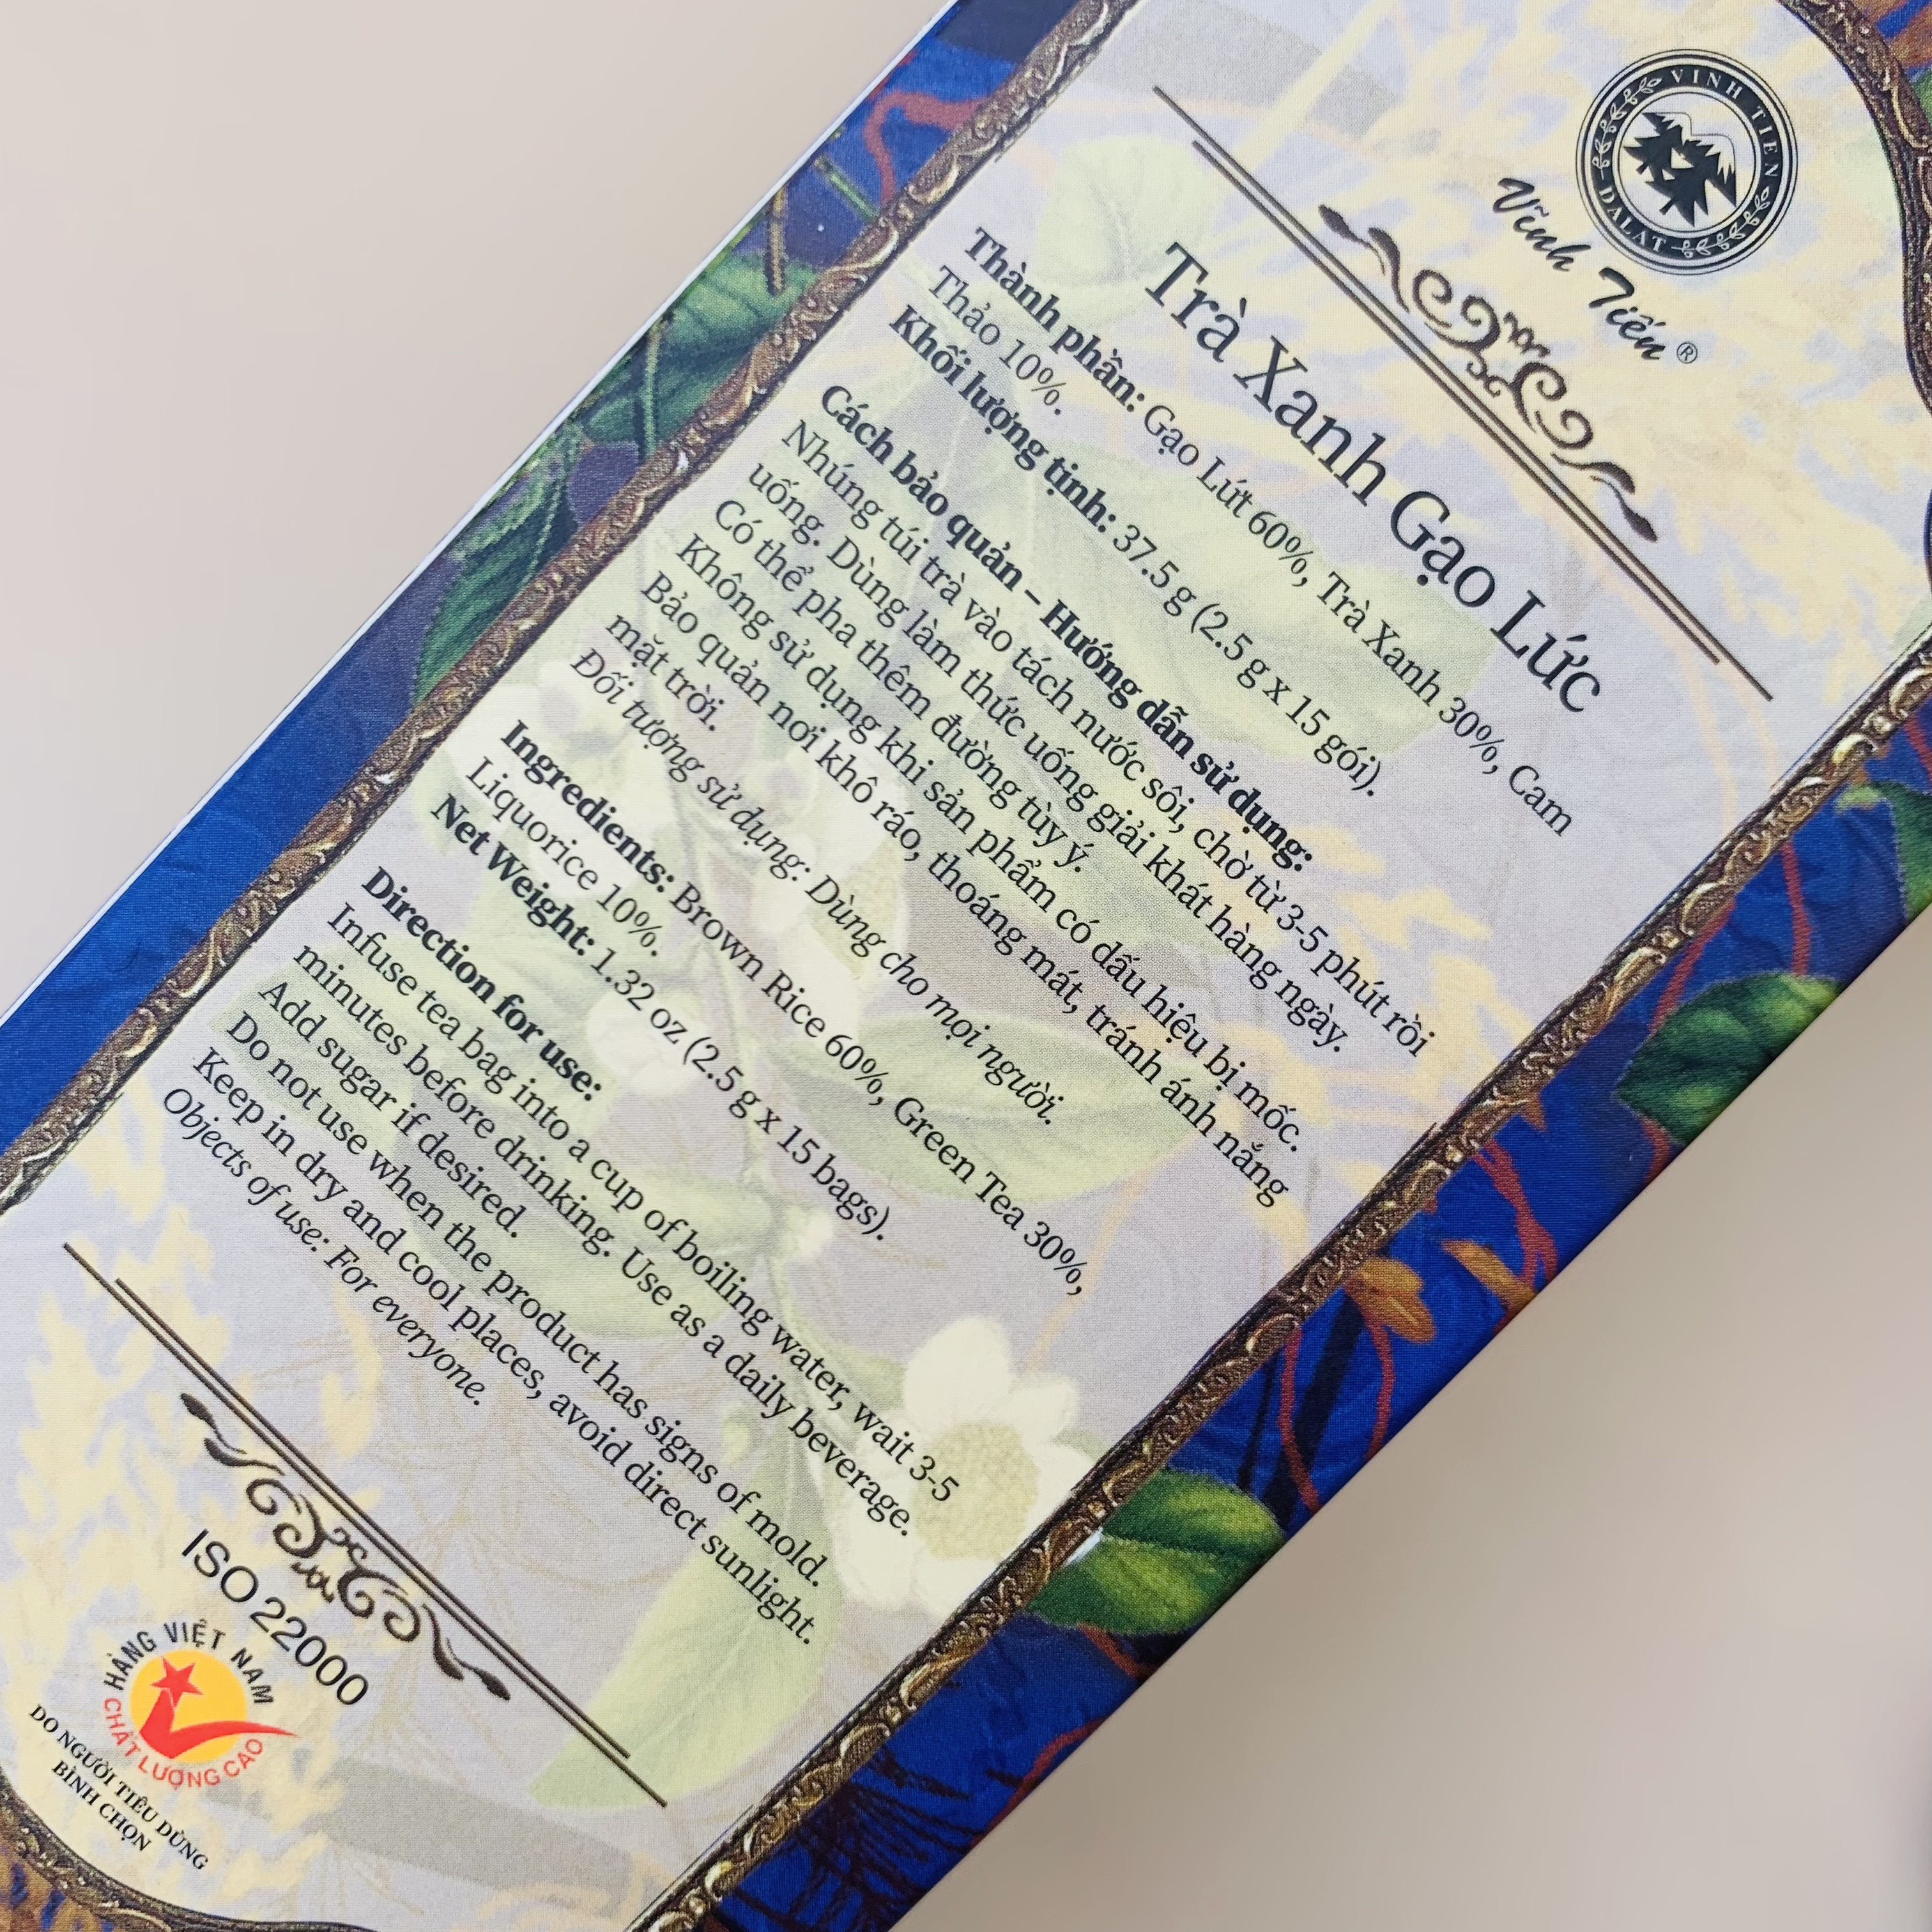 VINH TIEN
DALAT
Vĩnh Tiến ®
Trà Xanh Gạo Lức
Thành phần: Gạo Lứt 60%, Trà Xanh 30%, Cam
Thảo 10%.
Khối lượng tịnh: 37.5 g (2.5 g x 15 gói).
Cách bảo quản – Hướng dẫn sử dụng:
Nhúng túi trà vào tách nước sôi, chờ từ 3-5 phút rồi
uống. Dùng làm thức uống giải khát hàng ngày.
Có thể pha thêm đường tùy ý.
Không sử dụng khi sản phẩm có dấu hiệu bị mốc.
Bảo quản nơi khô ráo, thoáng mát, tránh ánh nắng
mặt trời.
Đối tượng sử dụng: Dùng cho mọi người.
Ingredients: Brown Rice 60%, Green Tea 30%,
Liquorice 10%.
Net Weight: 1.32 oz (2.5 g x 15 bags).
Direction for use:
Infuse tea bag into a cup of boiling water, wait 3-5
minutes before drinking. Use as a daily beverage.
Add sugar if desired.
Do not use when the product has signs of mold.
Keep in dry and cool places, avoid direct sunlight.
Objects of use: For everyone.
ISO 22000
HÀNG VIỆT NAM
CHẤT LƯỢNG CAO
DO NGƯỜI TIÊU DÙNG
BÌNH CHỌN